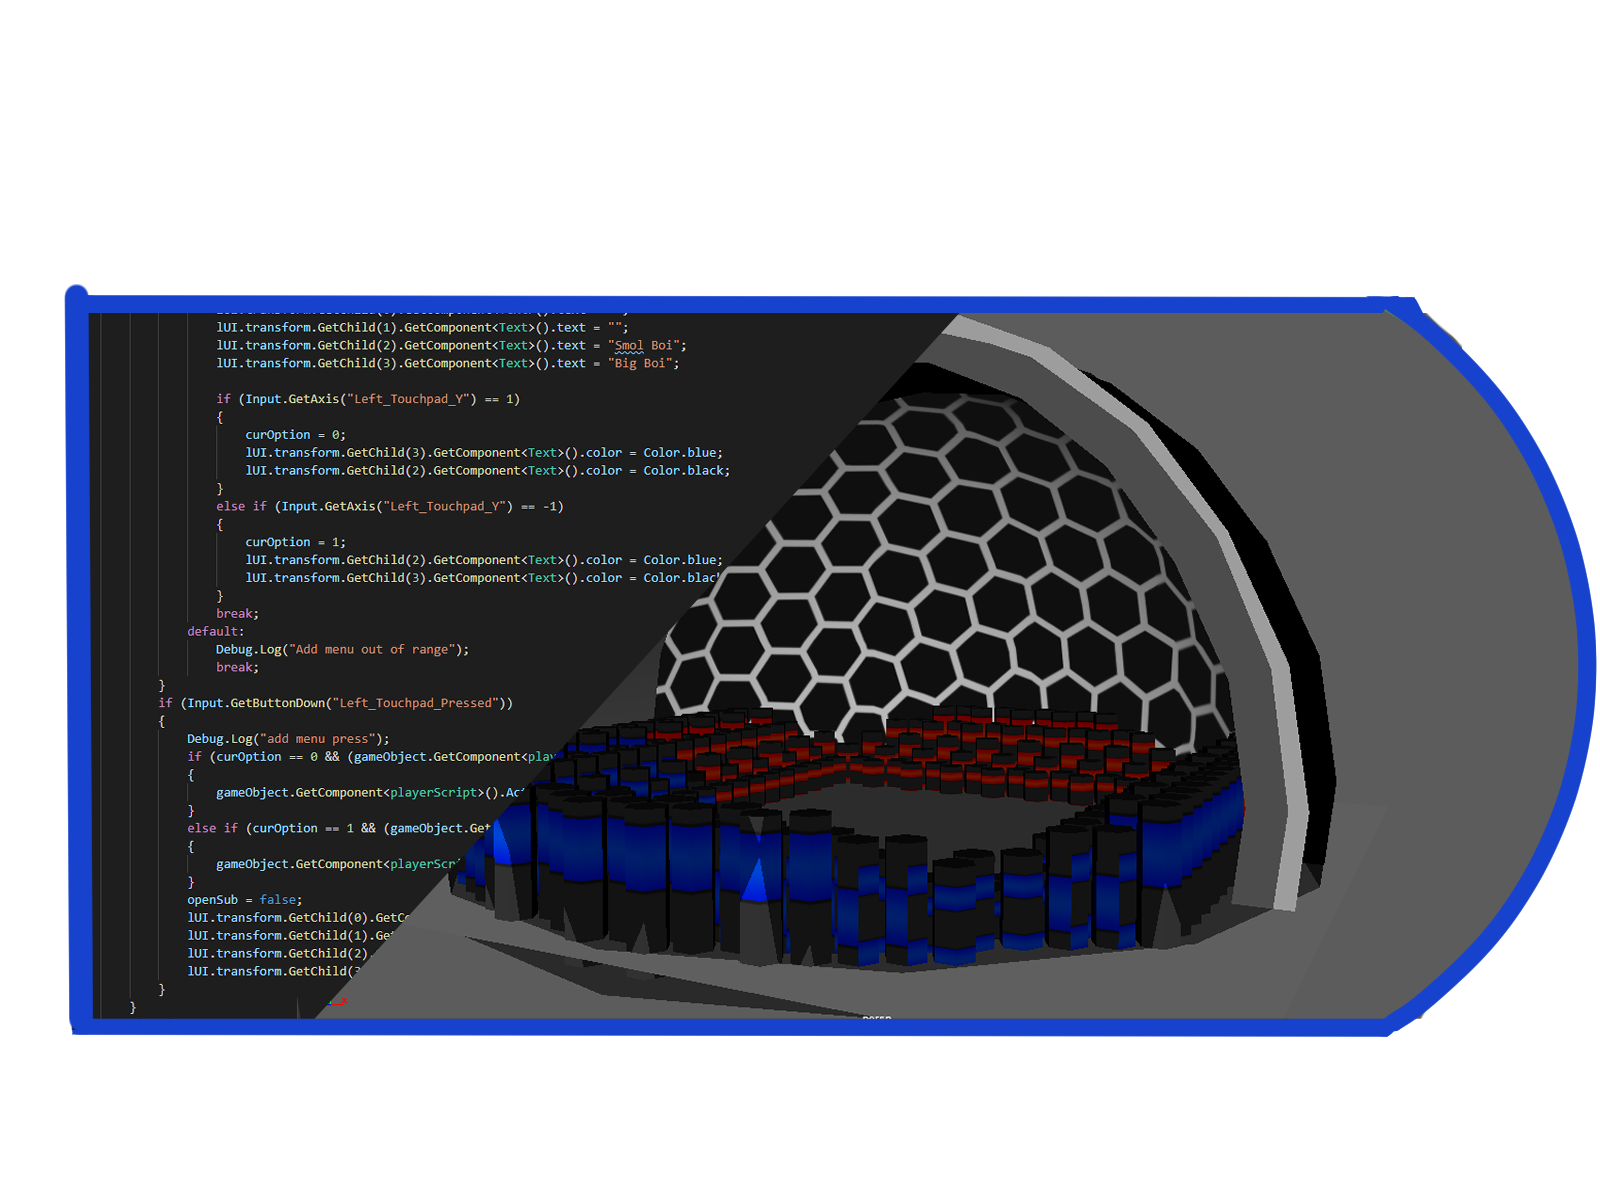 lUI.transform.GetChild(1).GetComponent<Text>().text = "";
lUI.transform.GetChild(2).GetComponent<Text>().text = "Smol Boi";
lUI.transform.GetChild(3).GetComponent<Text>().text = "Big Boi";
if (Input.GetAxis("Left_Touchpad_Y") == 1)
{
curOption = 0;
lUI.transform.GetChild(3).GetComponent<Text>().color = Color.blue;
lUI.transform.GetChild(2).GetComponent<Text>().color = Color.black;
}
else if (Input.GetAxis("Left_Touchpad_Y") == -1)
{
curOption = 1;
lUI.transform.GetChild(2).GetComponent<Text>().color = Color.blue;
lUI.transform.GetChild(3).GetComponent<Text>().color = Color.blac
}
break;
default:
Debug.Log("Add menu out of range");
break;
}
if (Input.GetButtonDown("Left_Touchpad_Pressed"))
{
Debug.Log("add menu press");
if (curOption == 0 && (gameObject.GetComponent<play
{
gameObject.GetComponent<playerScript>().Ac
}
else if (curOption == 1 && (gameObject.Get
{
gameObject.GetComponent<playerScr
}
openSub = false;
lUI.transform.GetChild(0).GetC
lUI.transform.GetChild(1).Ge
lUI.transform.GetChild(2).
lUI.transform.GetChild(3
}
}
persp